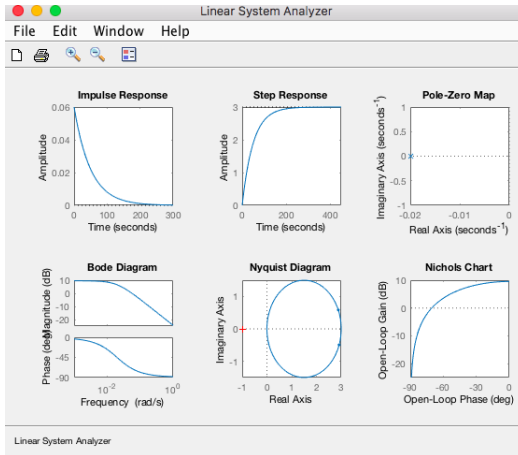 Linear System Analyzer
File Edit Window Help
Impulse Response
Amplitude
0.06
0.04
0.02
0
0 100 200 300
Time (seconds)
Step Response
Amplitude
3
2
1
0
0 200 400
Time (seconds)
Pole-Zero Map
Imaginary Axis (seconds⁻¹)
1
0.5
0
-0.5
-1
-0.02 -0.01 0
Real Axis (seconds⁻¹)
Bode Diagram
Magnitude (dB)
10
0
-10
-20
Phase (deg)
0
-45
-90
10⁻² 10⁰
Frequency (rad/s)
Nyquist Diagram
Imaginary Axis
1
0
-1
-1 0 1 2 3
Real Axis
Nichols Chart
Open-Loop Gain (dB)
10
0
-10
-20
-90 -60 -30 0
Open-Loop Phase (deg)
Linear System Analyzer